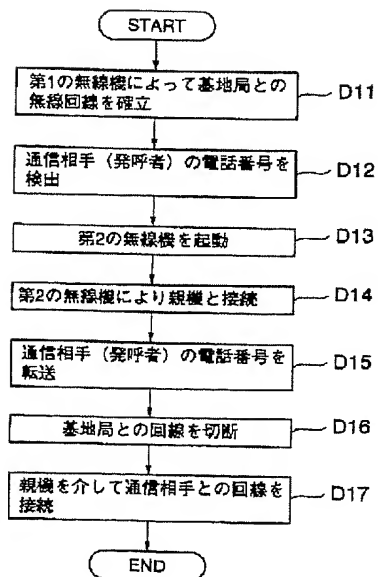 START
第1の無線機によって基地局との
無線回線を確立
D11
通信相手（発呼者）の電話番号を
検出
D12
第2の無線機を起動
D13
第2の無線機により親機と接続
D14
通信相手（発呼者）の電話番号を
転送
D15
基地局との回線を切断
D16
親機を介して通信相手との回線を
接続
D17
END